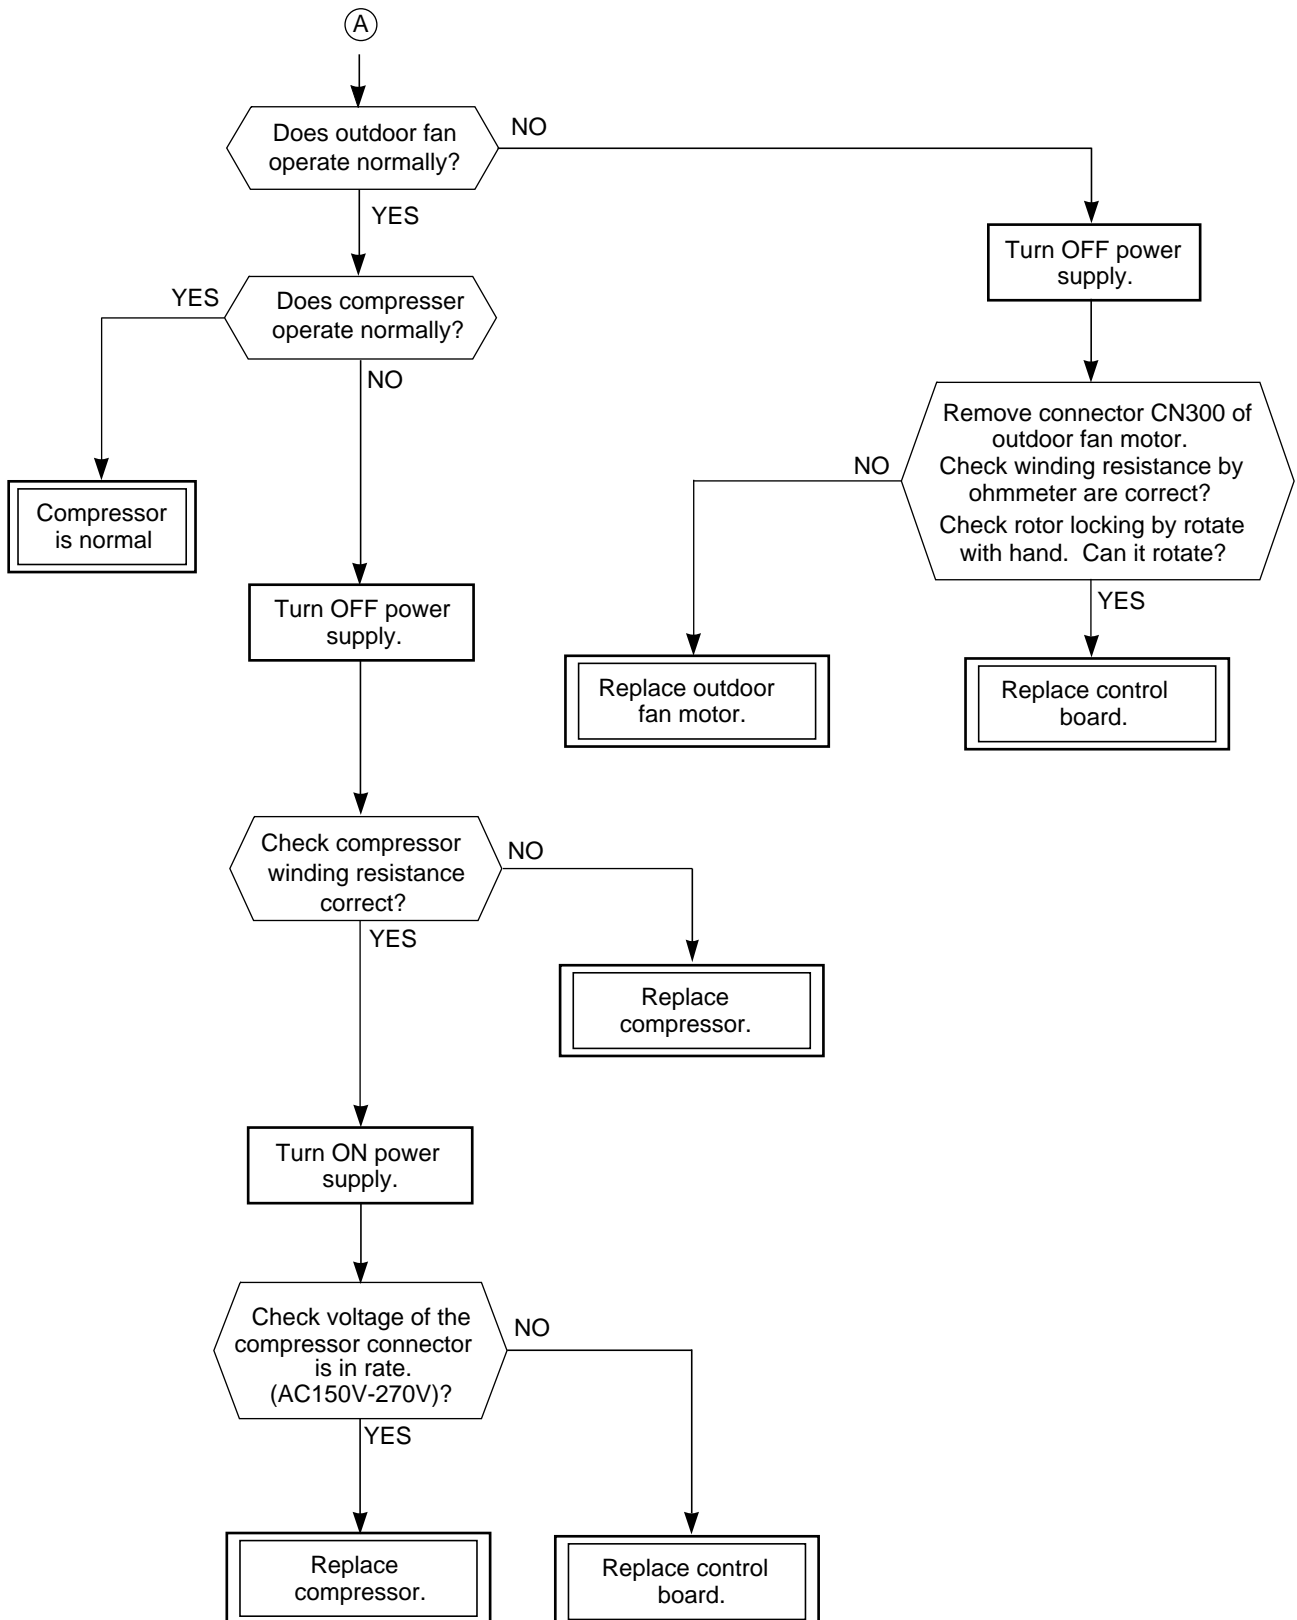 A
Does outdoor fan
operate normally?
NO
YES
Turn OFF power
supply.
YES
Does compresser
operate normally?
NO
Remove connector CN300 of
outdoor fan motor.
Check winding resistance by
ohmmeter are correct?
Check rotor locking by rotate
with hand.  Can it rotate?
NO
YES
Compressor
is normal
Turn OFF power
supply.
Replace outdoor
fan motor.
Replace control
board.
Check compressor
winding resistance
correct?
NO
YES
Replace
compressor.
Turn ON power
supply.
Check voltage of the
compressor connector
is in rate.
(AC150V-270V)?
NO
YES
Replace
compressor.
Replace control
board.